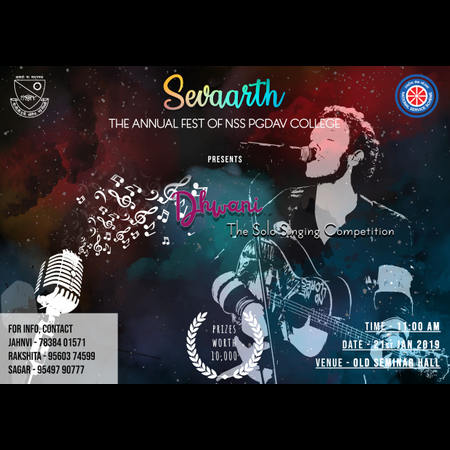 Sevaarth
THE ANNUAL FEST OF NSS PGDAV COLLEGE
PRESENTS
Dhwani
The Solo Singing Competition
FOR INFO, CONTACT
JAHNVI - 78384 01571
RAKSHITA - 95603 74599
SAGAR - 95497 90777
PRIZES
WORTH
10,000
TIME - 11:00 AM
DATE - 21st JAN 2019
VENUE - OLD SEMINAR HALL